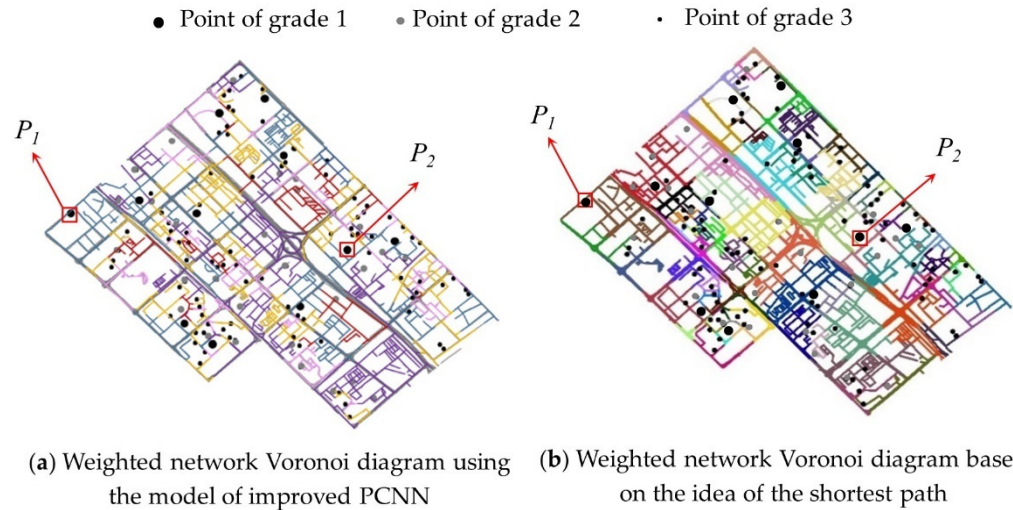 Point of grade 1 Point of grade 2 Point of grade 3
P1 P2 P1 P2
(a) Weighted network Voronoi diagram using
the model of improved PCNN
(b) Weighted network Voronoi diagram base
on the idea of the shortest path